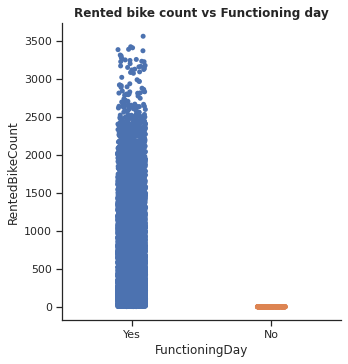 Rented bike count vs Functioning day
RentedBikeCount
3500
3000
2500
2000
1500
1000
500
0
Yes
No
FunctioningDay